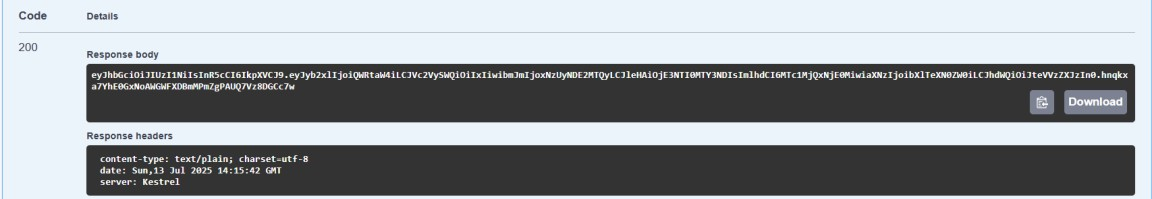 Code Details
200
Response body
eyJhbGciOiJIUzI1NiIsInR5cCI6IkpXVCJ9.eyJyb2xlIjoiQWRtaW4iLCJVc2VySWQiOiIxIiwibmJmIjoxNzUyNDE2MTQyLCJleHAiOjE3NTI0MTY3NDIsImlhdCI6MTc1MjQxNjE0MiwiaXNzIjoibXlTeXN0ZW0iLCJhdWQiOiJteVVzZXJzIn0.hnqkx
a7YhE0GxNoAWGWFXDBmMPmZgPAUQ7Vz8DGCc7w
Download
Response headers
content-type: text/plain; charset=utf-8
date: Sun,13 Jul 2025 14:15:42 GMT
server: Kestrel